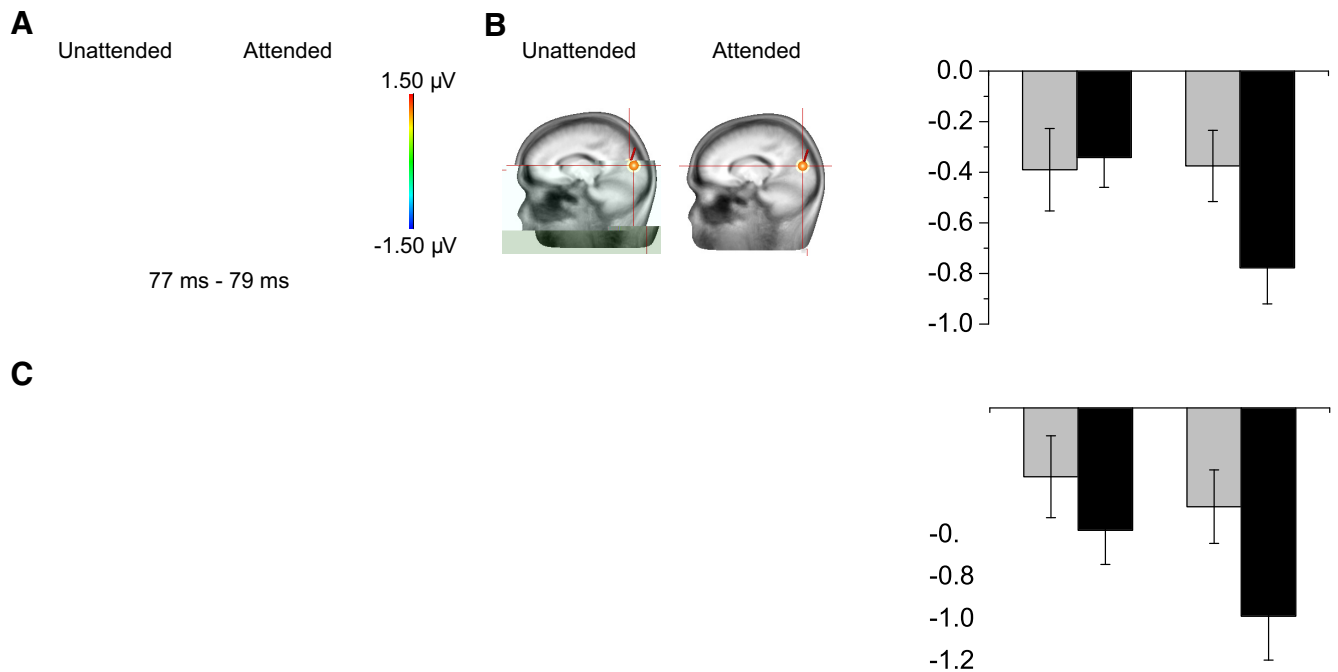 A
Unattended Attended
1.50 µV
-1.50 µV
77 ms - 79 ms
B
Unattended Attended
0.0
-0.2
-0.4
-0.6
-0.8
-1.0
C
-0.
-0.8
-1.0
-1.2